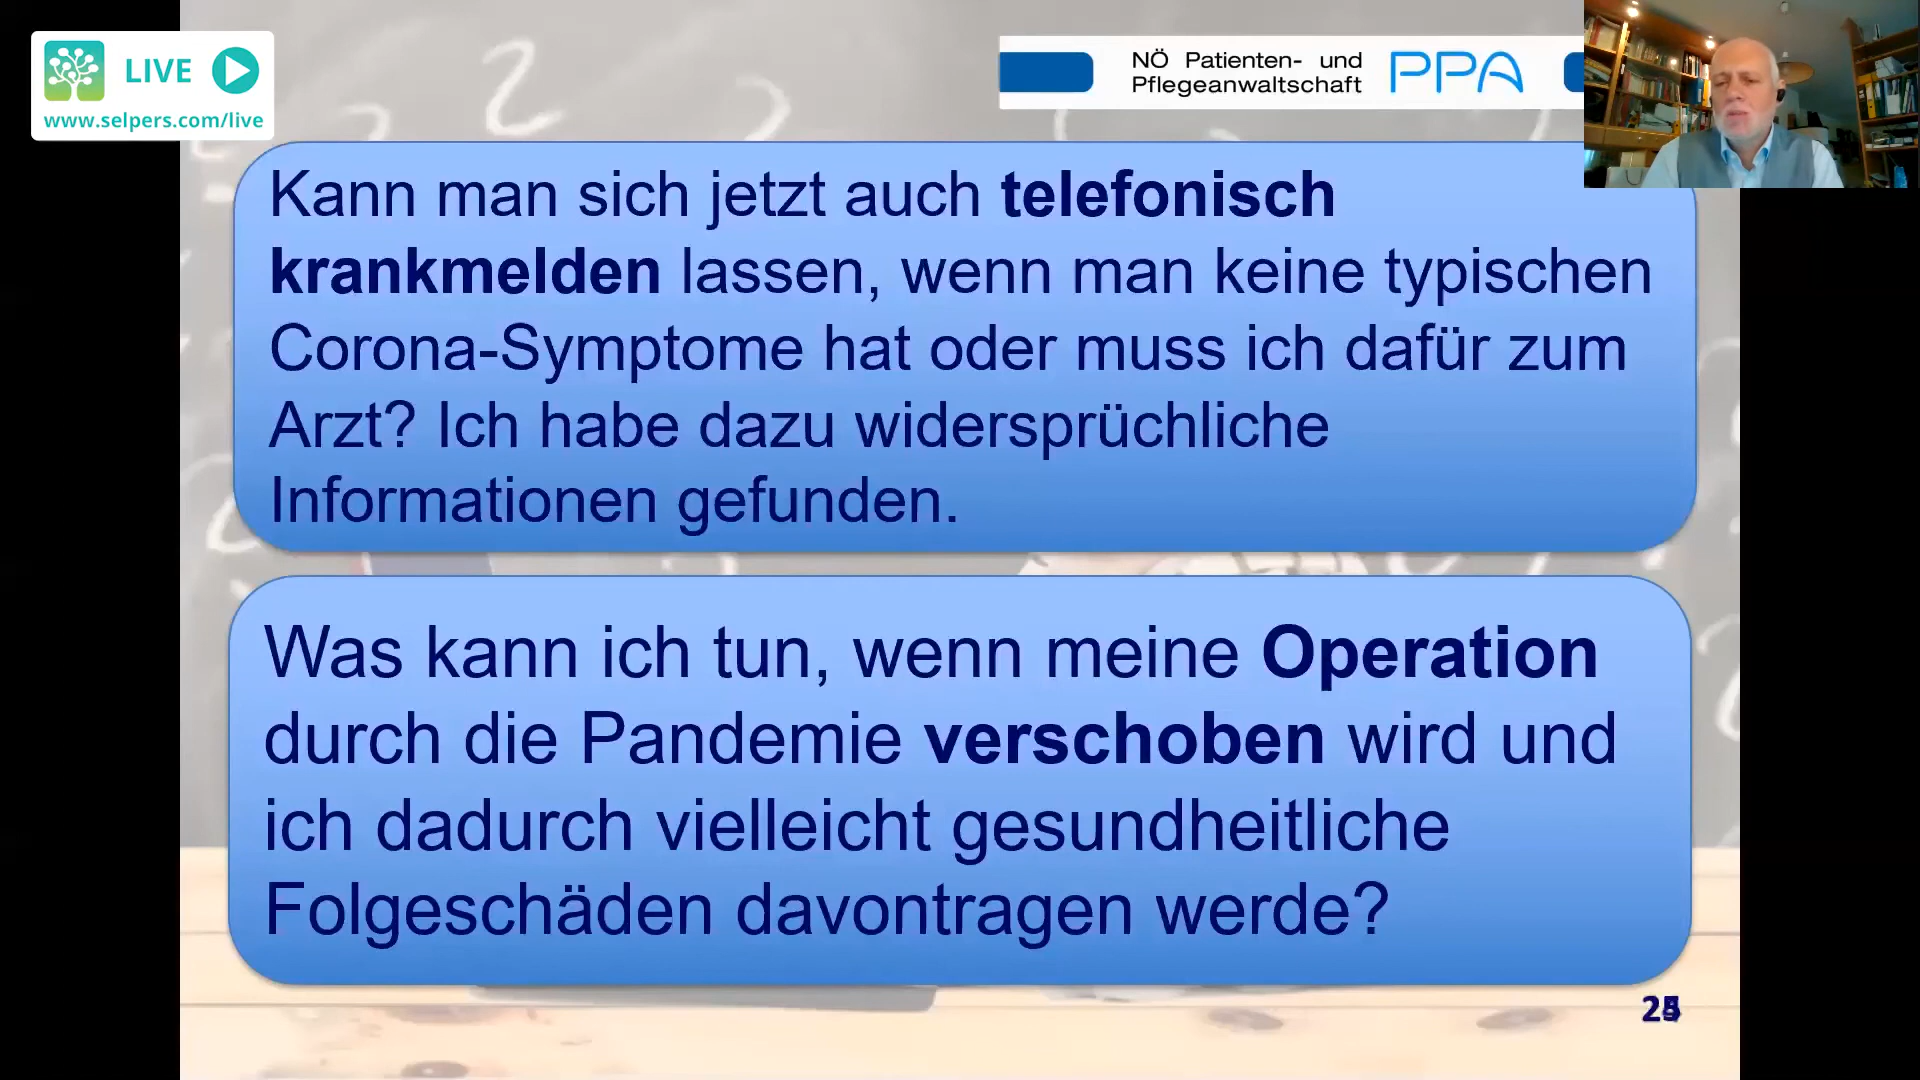 LIVE
www.selpers.com/live
NÖ Patienten- und
Pflegeanwaltschaft
PPA
Kann man sich jetzt auch telefonisch
krankmelden lassen, wenn man keine typischen
Corona-Symptome hat oder muss ich dafür zum
Arzt? Ich habe dazu widersprüchliche
Informationen gefunden.
Was kann ich tun, wenn meine Operation
durch die Pandemie verschoben wird und
ich dadurch vielleicht gesundheitliche
Folgeschäden davontragen werde?